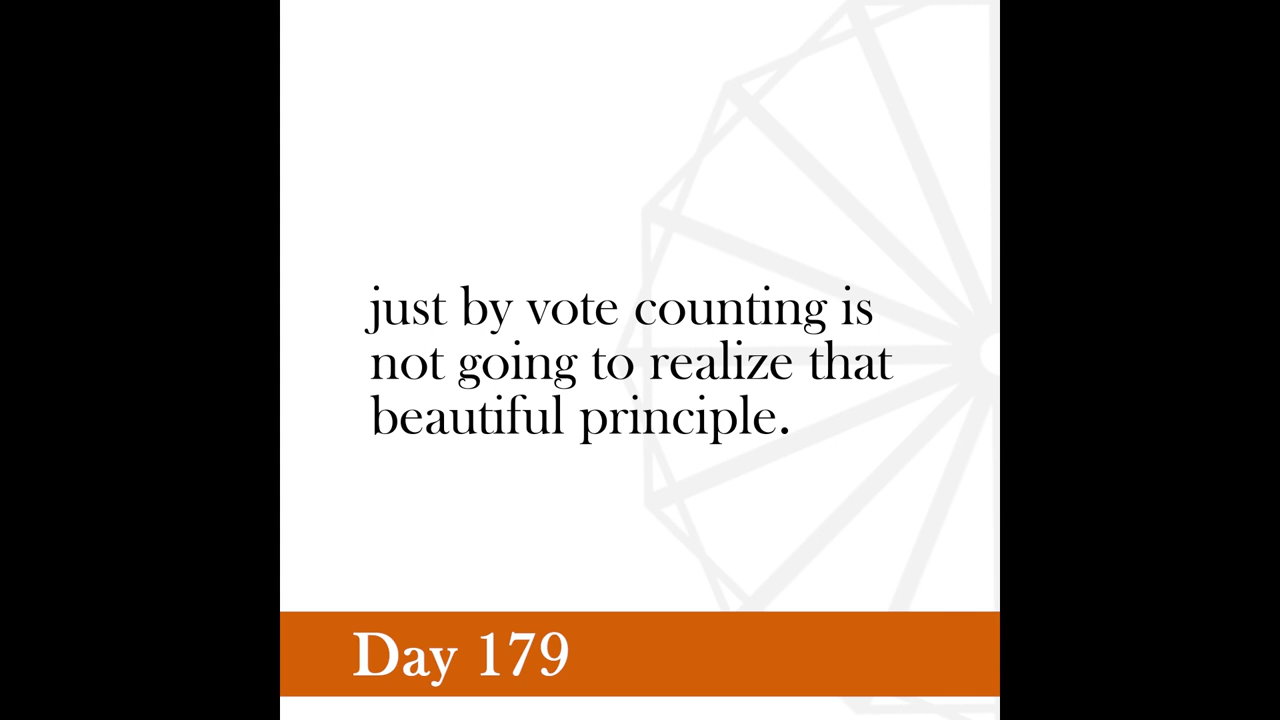 just by vote counting is
not going to realize that
beautiful principle.
Day 179